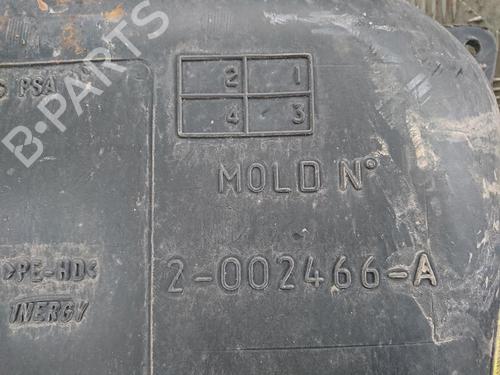 B-PARTS
PSA
2 1
4 3
MOLD N°
>PE-HD<
2-002466-A
INERGY